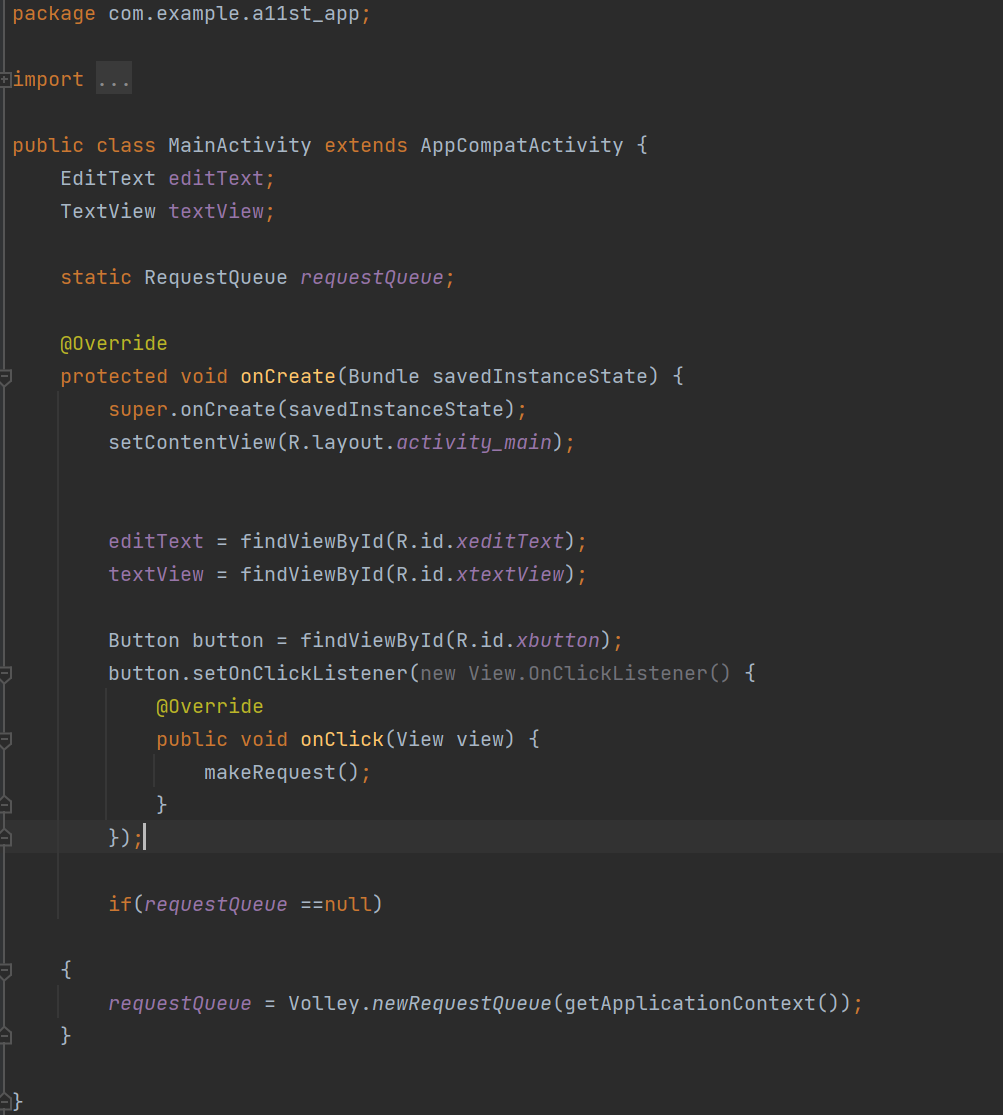 package com.example.a11st_app;
import ...
public class MainActivity extends AppCompatActivity {
EditText editText;
TextView textView;
static RequestQueue requestQueue;
@Override
protected void onCreate(Bundle savedInstanceState) {
super.onCreate(savedInstanceState);
setContentView(R.layout.activity_main);
editText = findViewById(R.id.xeditText);
textView = findViewById(R.id.xtextView);
Button button = findViewById(R.id.xbutton);
button.setOnClickListener(new View.OnClickListener() {
@Override
public void onClick(View view) {
makeRequest();
}
});
if(requestQueue ==null)
{
requestQueue = Volley.newRequestQueue(getApplicationContext());
}
}